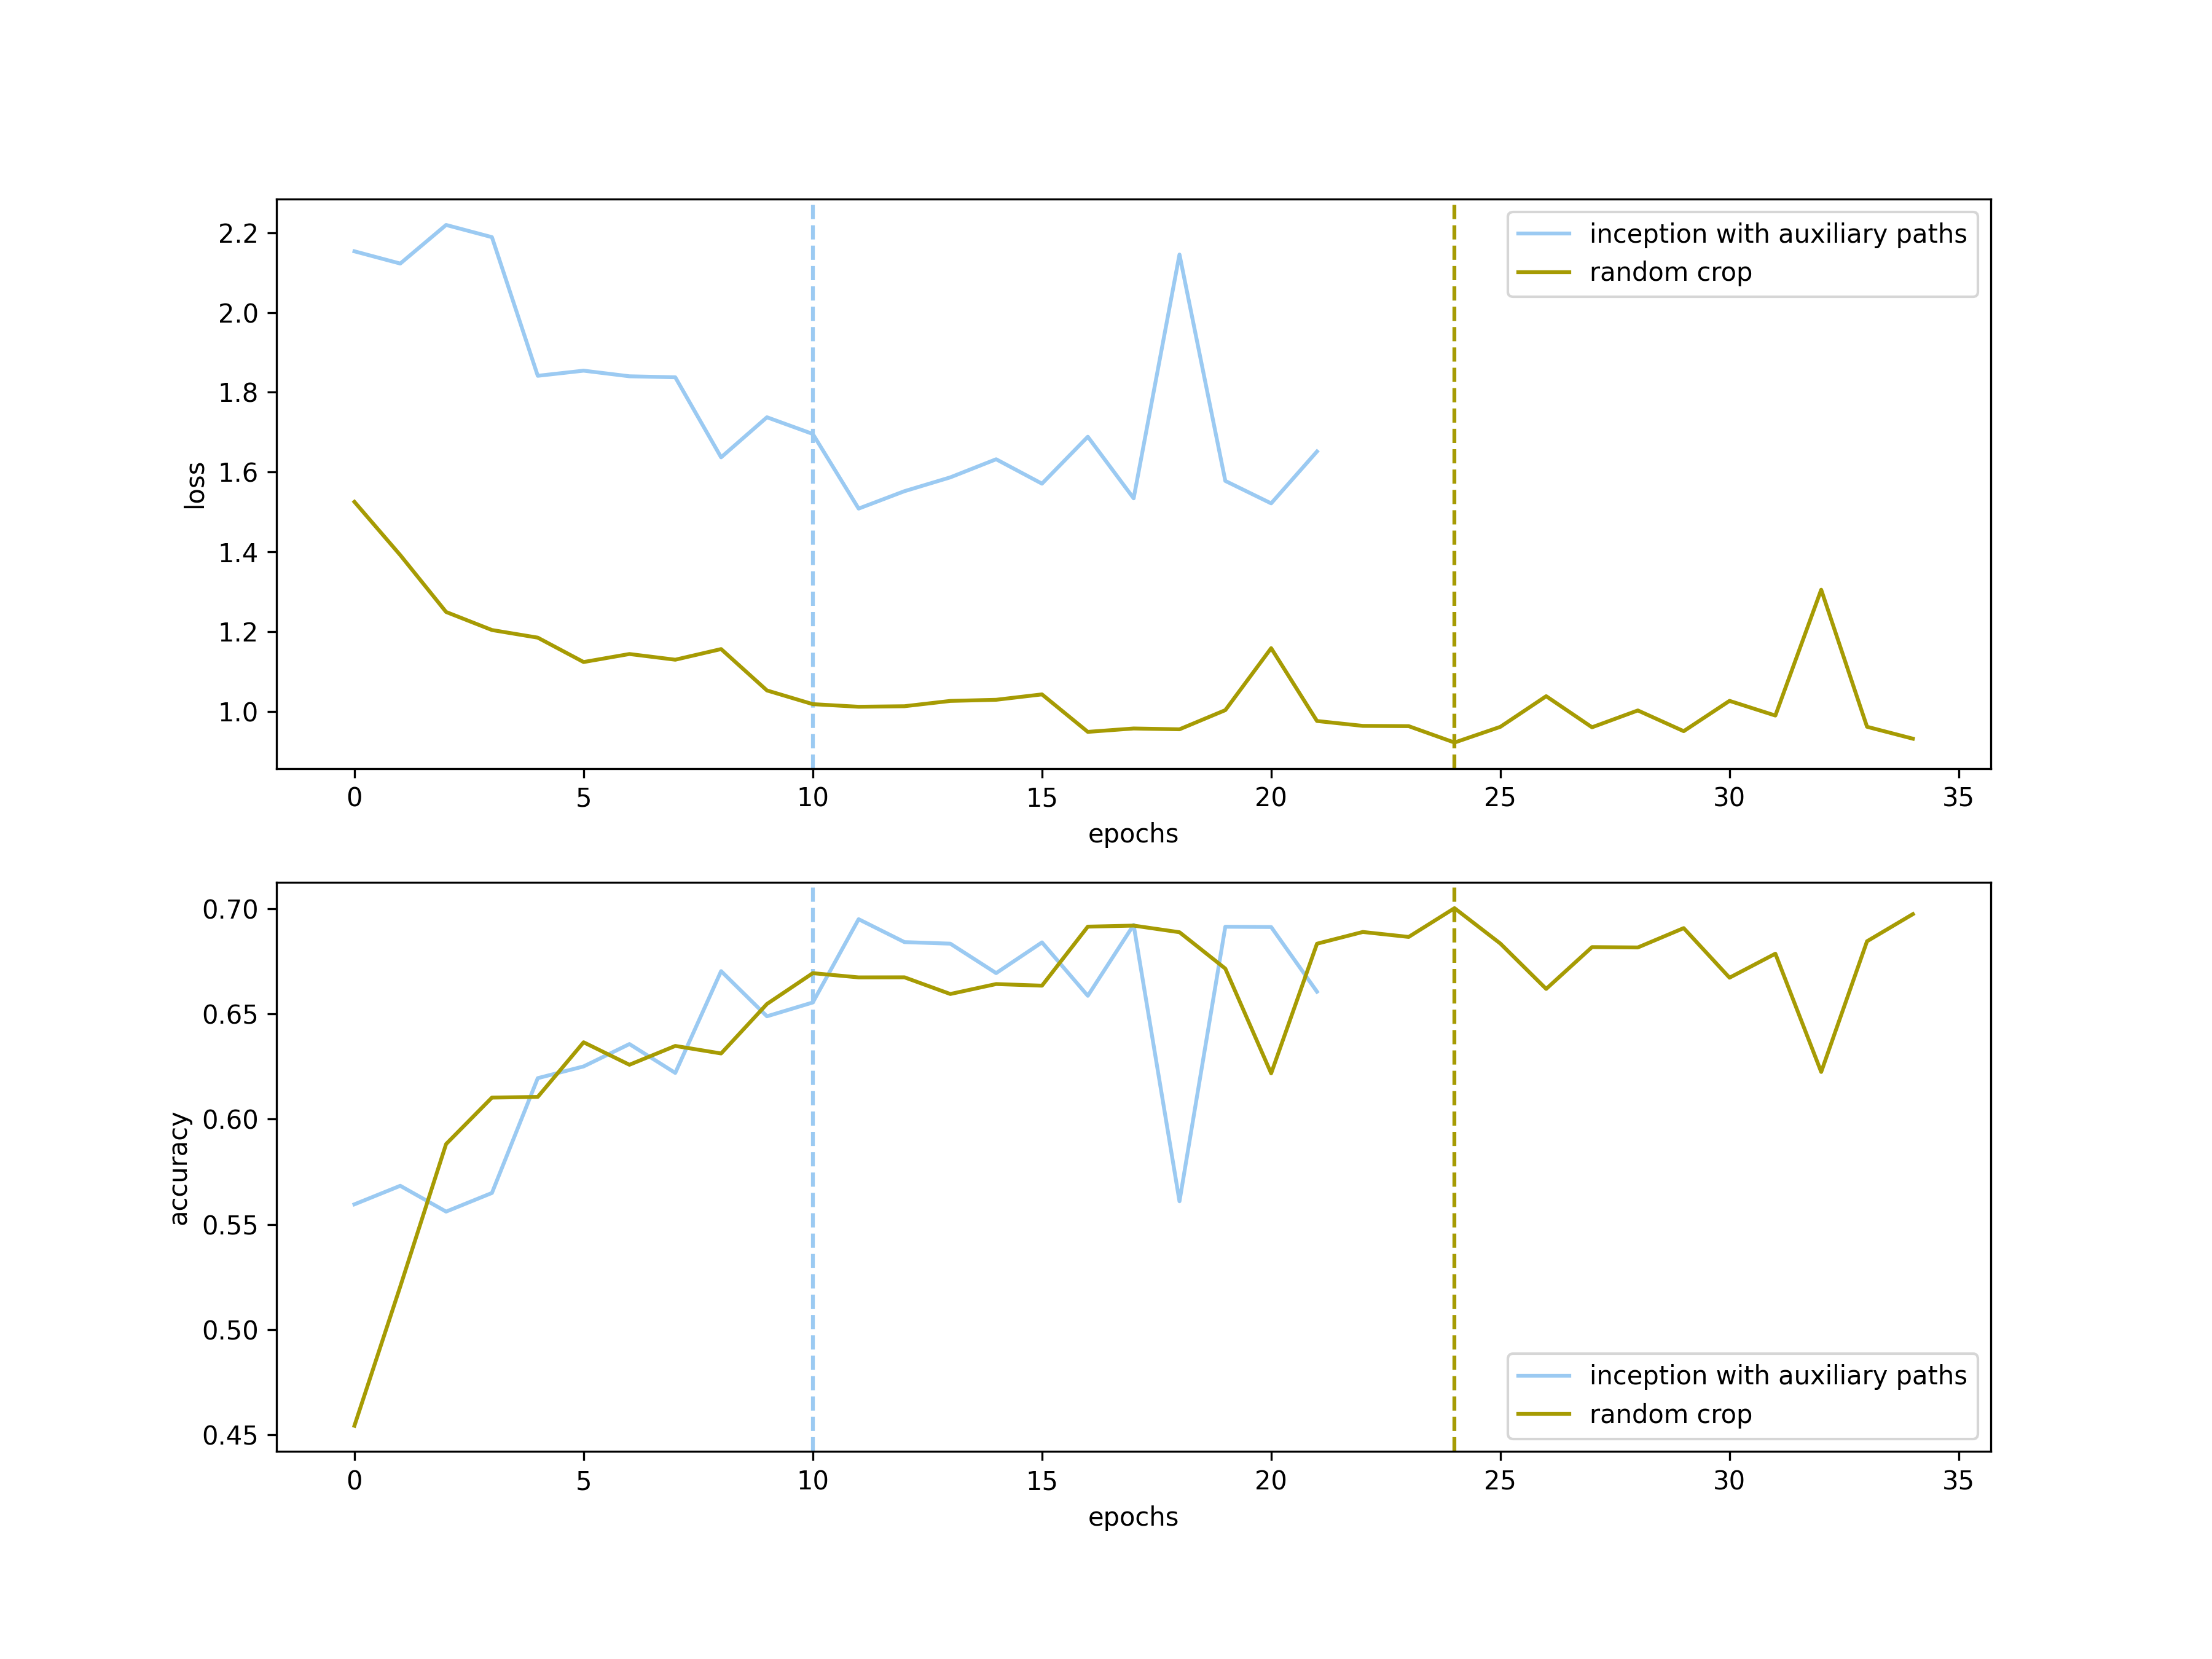 2.2
2.0
1.8
1.6
1.4
1.2
1.0
loss
inception with auxiliary paths
random crop
0 5 10 15 20 25 30 35
epochs
0.70
0.65
0.60
0.55
0.50
0.45
accuracy
inception with auxiliary paths
random crop
0 5 10 15 20 25 30 35
epochs